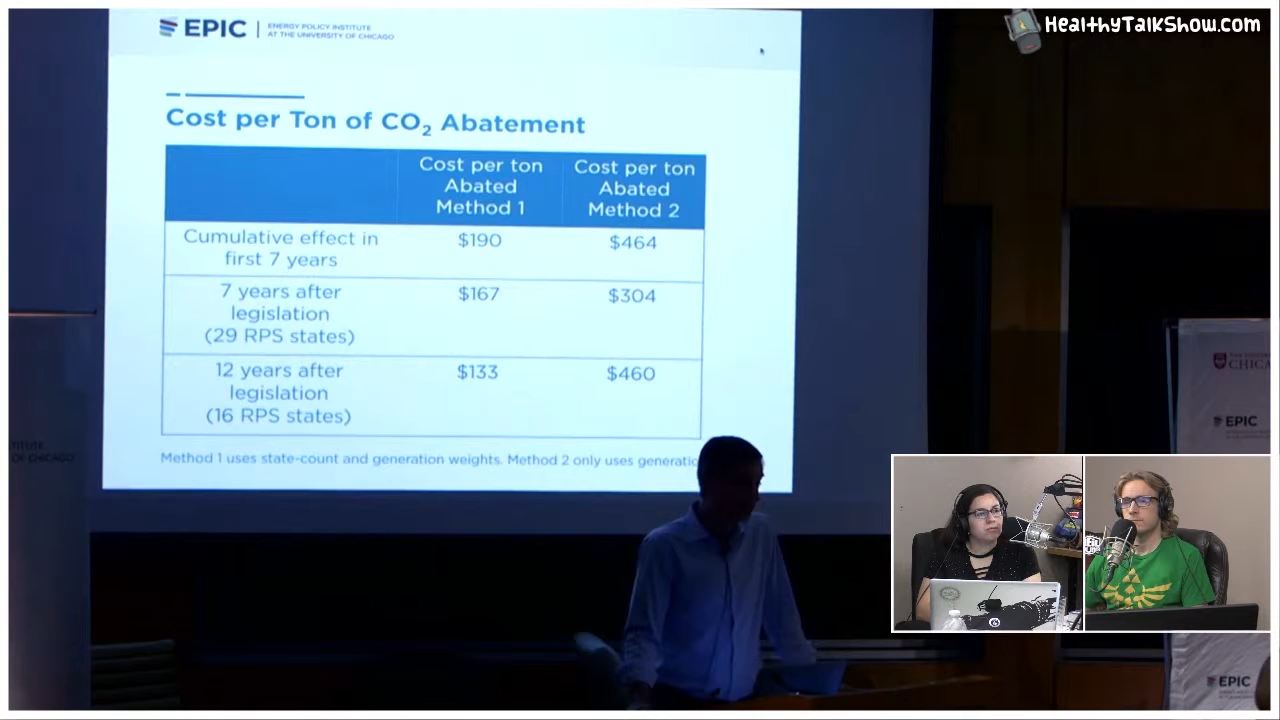 HealthyTalkShow.com
EPIC
ENERGY POLICY INSTITUTE
AT THE UNIVERSITY OF CHICAGO
Cost per Ton of CO₂ Abatement
Cost per ton
Abated
Method 1
Cost per ton
Abated
Method 2
Cumulative effect in
first 7 years
$190
$464
7 years after
legislation
(29 RPS states)
$167
$304
12 years after
legislation
(16 RPS states)
$133
$460
Method 1 uses state-count and generation weights. Method 2 only uses
OF CHICAGO
CHICA
EPIC
EPIC